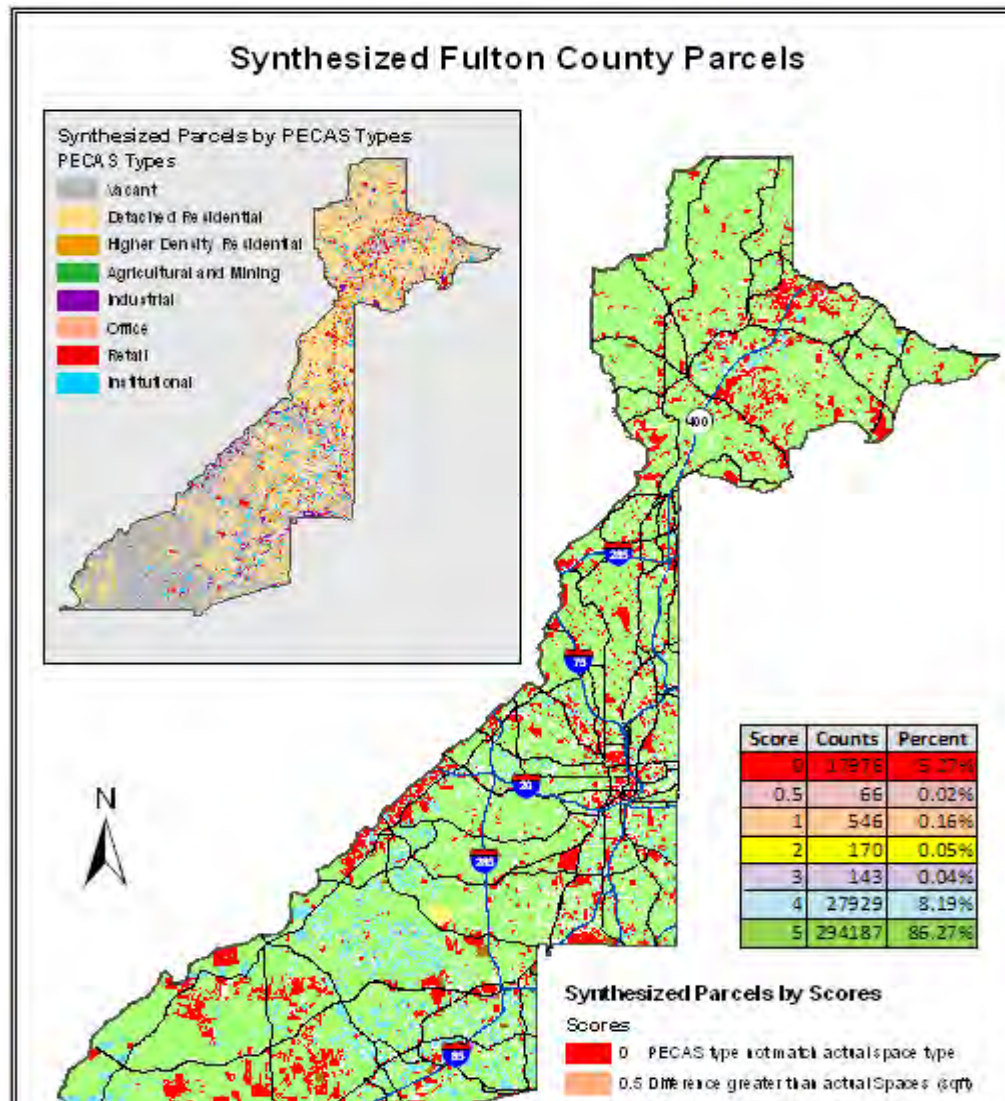 Synthesized Fulton County Parcels
Synthesized Parcels by PECAS Types
PECAS Types
Vacant
Detached Residential
Higher Density Residential
Agricultural and Mining
Industrial
Office
Retail
Institutional
400
285
75
20
285
85
N
Score Counts Percent
0 17976 5.27%
0.5 66 0.02%
1 546 0.16%
2 170 0.05%
3 143 0.04%
4 27929 8.19%
5 294187 86.27%
Synthesized Parcels by Scores
Scores
0 PECAS type not match actual space type
0.5 Difference greater than actual Spaces (sqft)